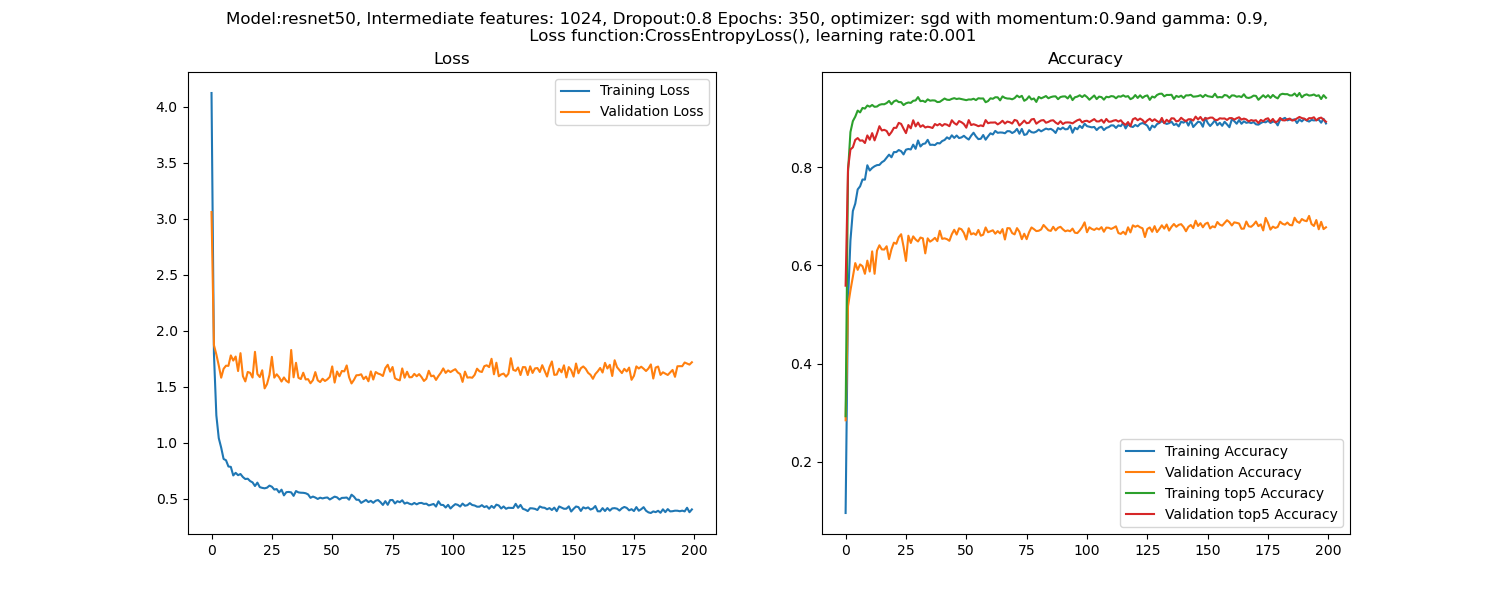 Model:resnet50, Intermediate features: 1024, Dropout:0.8 Epochs: 350, optimizer: sgd with momentum:0.9and gamma: 0.9,
Loss function:CrossEntropyLoss(), learning rate:0.001
Loss
Training Loss
Validation Loss
4.0
3.5
3.0
2.5
2.0
1.5
1.0
0.5
0 25 50 75 100 125 150 175 200
Accuracy
0.8
0.6
0.4
0.2
Training Accuracy
Validation Accuracy
Training top5 Accuracy
Validation top5 Accuracy
0 25 50 75 100 125 150 175 200